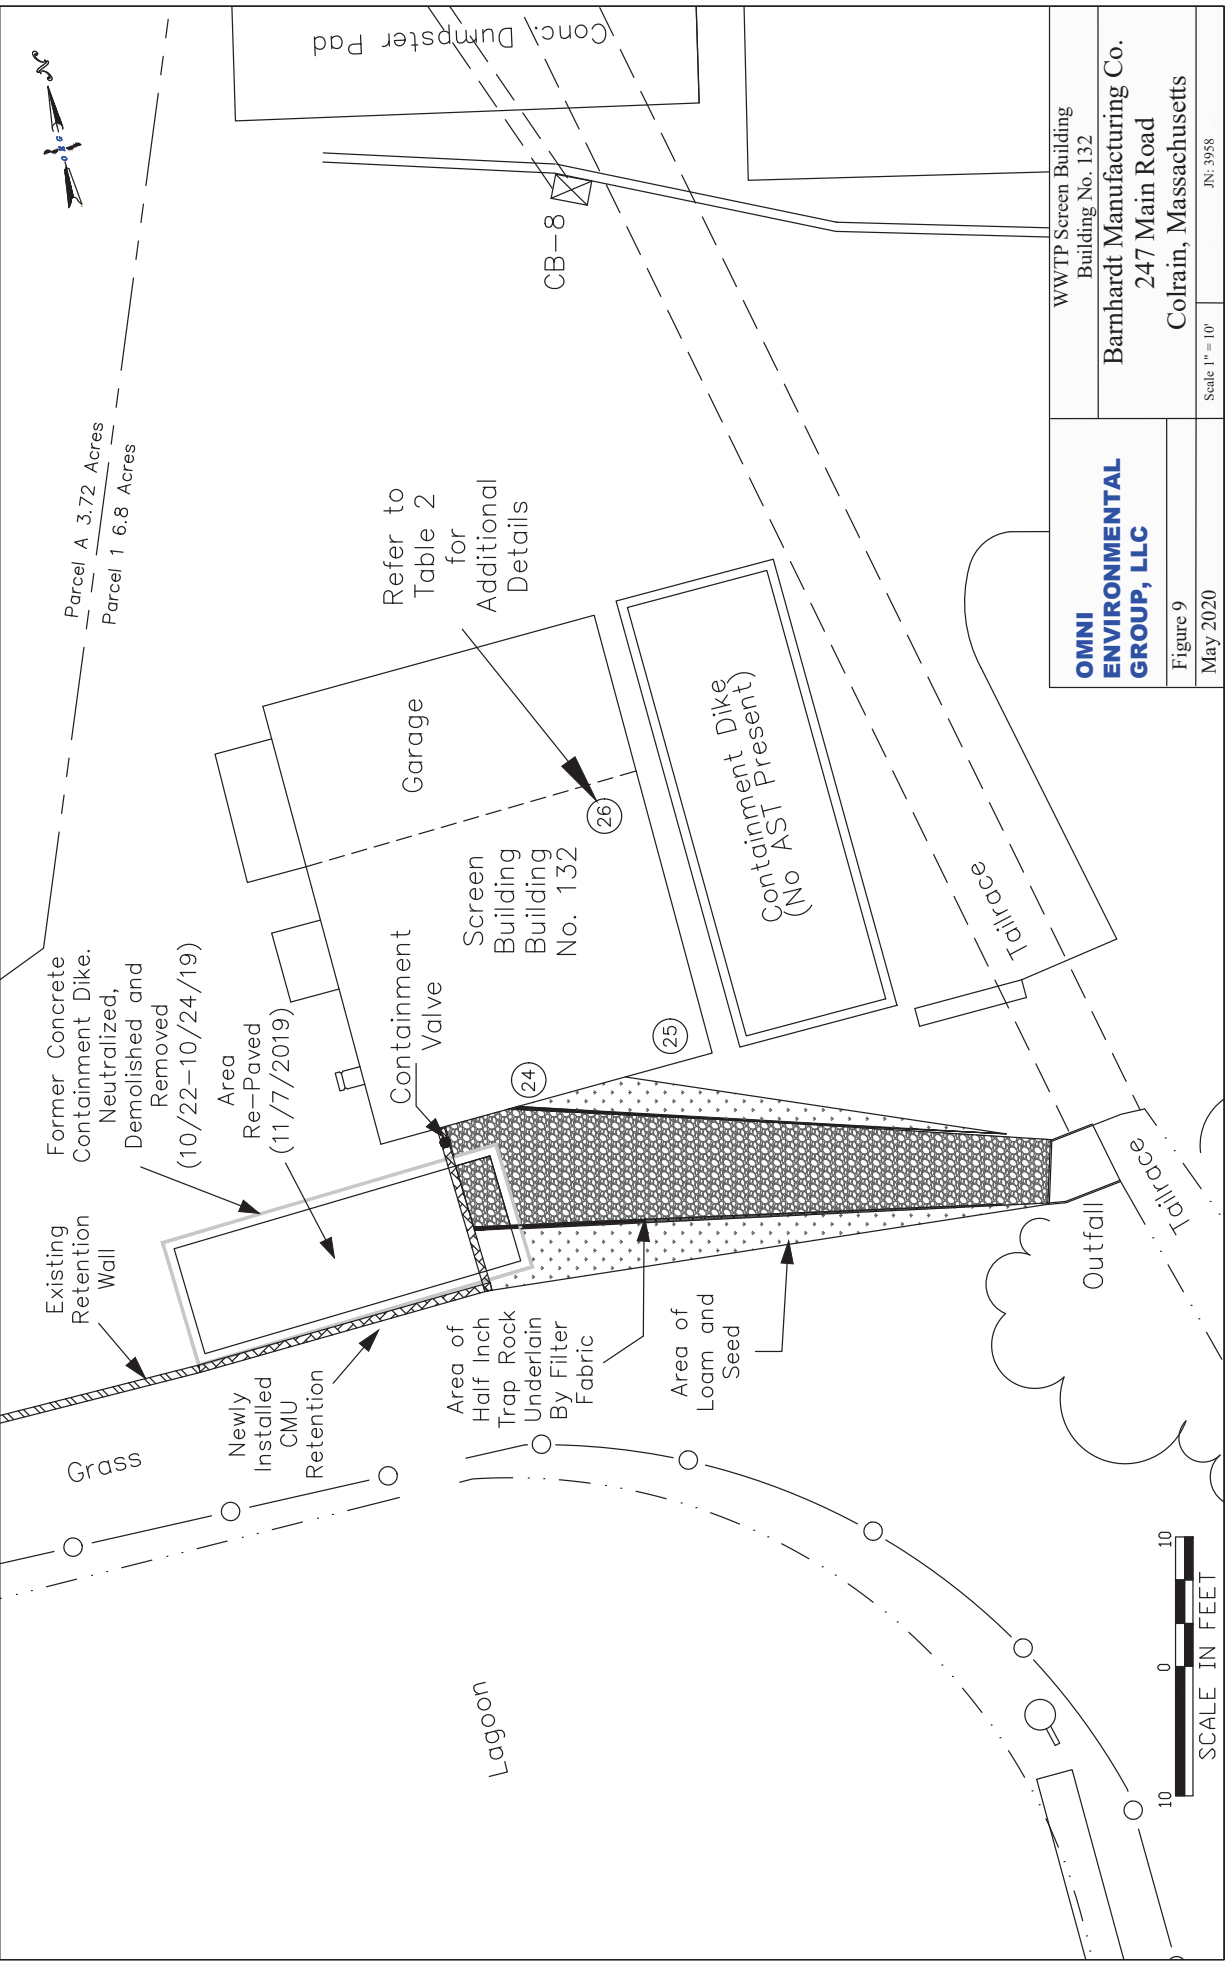 Parcel A 3.72 Acres
Parcel 1 6.8 Acres
N
O
E
G
Conc. Dumpster Pad
CB-8
Refer to
Table 2
for
Additional
Details
Garage
26
Screen
Building
Building
No. 132
Containment Dike
(No AST Present)
25
24
Containment
Valve
Former Concrete
Containment Dike.
Neutralized,
Demolished and
Removed
(10/22-10/24/19)
Area
Re-Paved
(11/7/2019)
Existing
Retention
Wall
Newly
Installed
CMU
Retention
Grass
Area of
Half Inch
Trap Rock
Underlain
By Filter
Fabric
Area of
Loam and
Seed
Tailrace
Outfall
Tailrace
Lagoon
10 0 10
SCALE IN FEET
WWTP Screen Building
Building No. 132
Barnhardt Manufacturing Co.
247 Main Road
Colrain, Massachusetts
OMNI
ENVIRONMENTAL
GROUP, LLC
Figure 9
May 2020
Scale 1" = 10'
JN: 3958